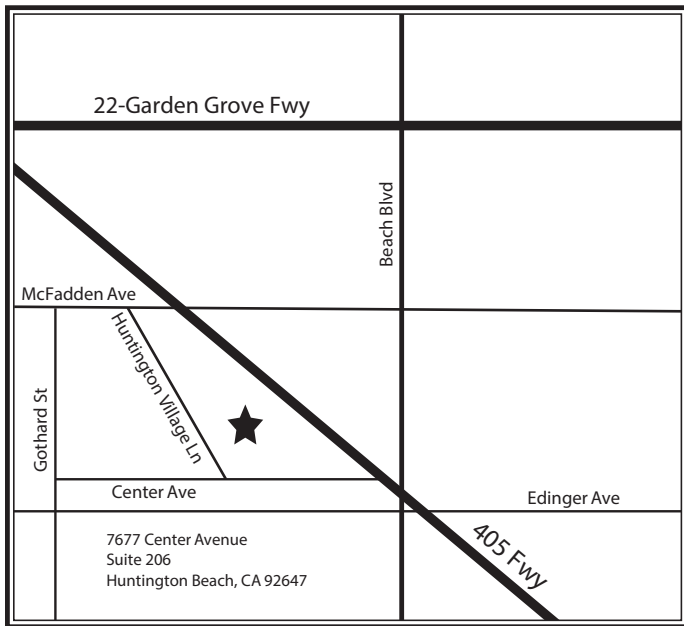 22-Garden Grove Fwy
Beach Blvd
McFadden Ave
Huntington Village Ln
Gothard St
Center Ave
Edinger Ave
405 Fwy
7677 Center Avenue
Suite 206
Huntington Beach, CA 92647